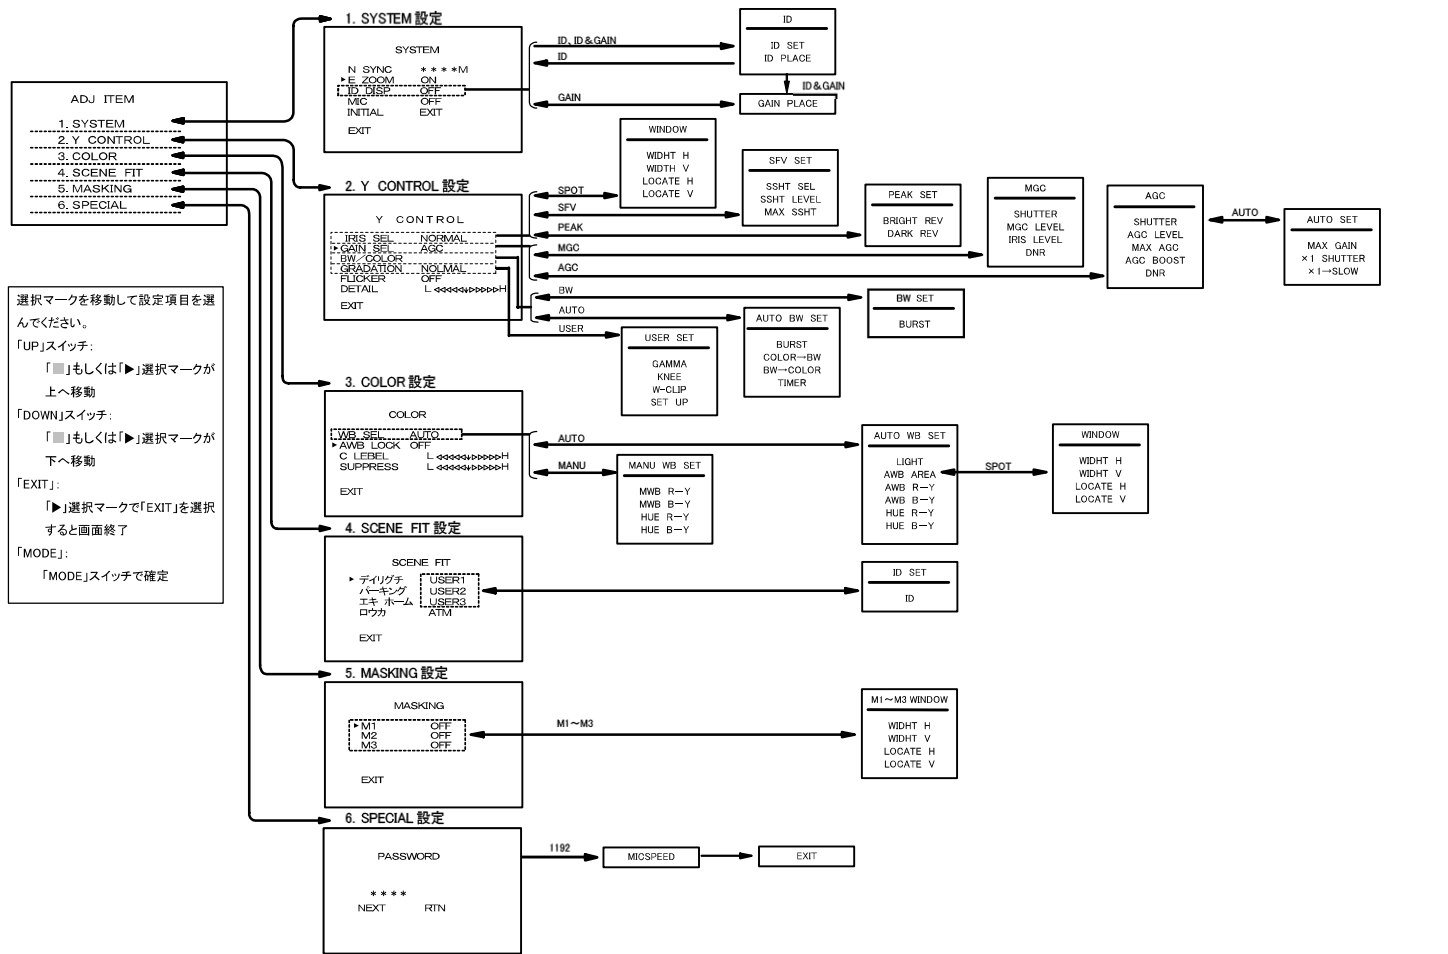 ADJ ITEM
1. SYSTEM
2. Y CONTROL
3. COLOR
4. SCENE FIT
5. MASKING
6. SPECIAL
選択マークを移動して設定項目を選
んでください。
「UP」スイッチ:
「■」もしくは「▶」選択マークが
上へ移動
「DOWN」スイッチ:
「■」もしくは「▶」選択マークが
下へ移動
「EXIT」:
「▶」選択マークで「EXIT」を選択
すると画面終了
「MODE」:
「MODE」スイッチで確定
1. SYSTEM 設定
SYSTEM
N SYNC ****M
▶E ZOOM ON
ID DISP OFF
MIC OFF
INITIAL EXIT
EXIT
ID、ID&GAIN
ID
GAIN
ID
ID SET
ID PLACE
ID&GAIN
GAIN PLACE
2. Y CONTROL 設定
Y CONTROL
IRIS SEL NORMAL
▶GAIN SEL AGC
BW/COLOR
GRADATION NOLMAL
FLICKER OFF
DETAIL L ◁◁◁◁◁+▷▷▷▷▷H
EXIT
SPOT
SFV
PEAK
MGC
AGC
BW
AUTO
USER
WINDOW
WIDHT H
WIDTH V
LOCATE H
LOCATE V
SFV SET
SSHT SEL
SSHT LEVEL
MAX SSHT
PEAK SET
BRIGHT REV
DARK REV
MGC
SHUTTER
MGC LEVEL
IRIS LEVEL
DNR
AGC
SHUTTER
AGC LEVEL
MAX AGC
AGC BOOST
DNR
AUTO
AUTO SET
MAX GAIN
×1 SHUTTER
×1→SLOW
BW SET
BURST
AUTO BW SET
BURST
COLOR→BW
BW→COLOR
TIMER
USER SET
GAMMA
KNEE
W-CLIP
SET UP
3. COLOR 設定
COLOR
WB SEL AUTO
▶AWB LOCK OFF
C LEBEL L ◁◁◁◁◁+▷▷▷▷▷H
SUPPRESS L ◁◁◁◁◁+▷▷▷▷▷H
EXIT
AUTO
MANU
MANU WB SET
MWB R－Y
MWB B－Y
HUE R－Y
HUE B－Y
AUTO WB SET
LIGHT
AWB AREA
AWB R－Y
AWB B－Y
HUE R－Y
HUE B－Y
SPOT
WINDOW
WIDHT H
WIDHT V
LOCATE H
LOCATE V
4. SCENE FIT 設定
SCENE FIT
▶ デイリグチ USER1
パーキング USER2
エキ ホーム USER3
ロウカ ATM
EXIT
ID SET
ID
5. MASKING 設定
MASKING
▶M1 OFF
M2 OFF
M3 OFF
EXIT
M1～M3
M1～M3 WINDOW
WIDHT H
WIDHT V
LOCATE H
LOCATE V
6. SPECIAL 設定
PASSWORD
****
NEXT RTN
1192
MICSPEED
EXIT